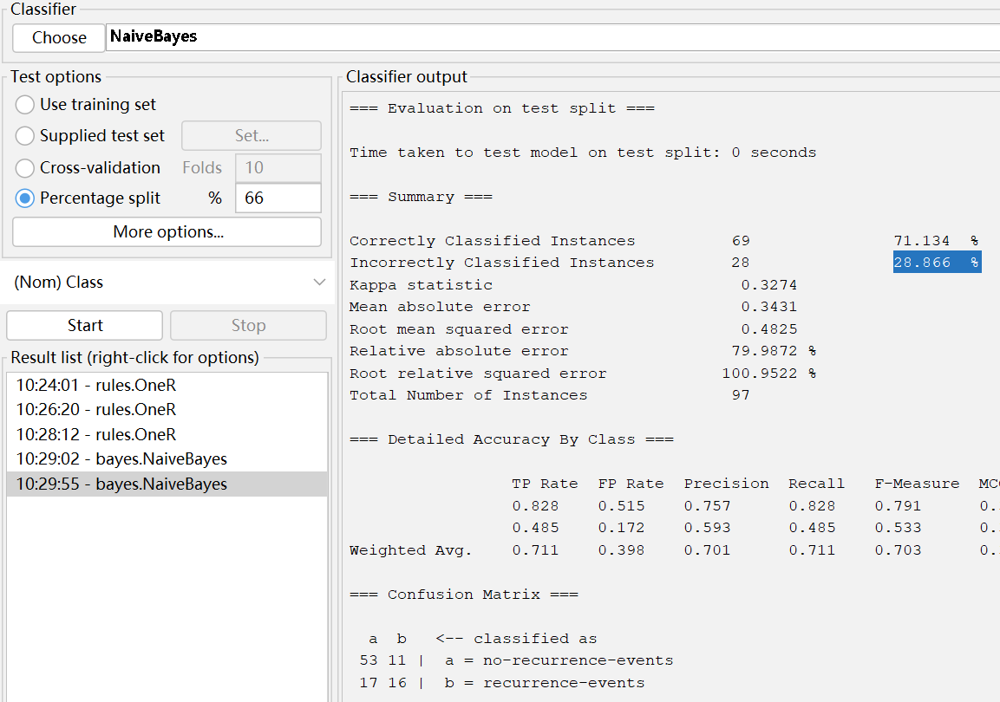 Classifier
Choose NaiveBayes
Test options
Use training set
Supplied test set Set...
Cross-validation Folds 10
Percentage split % 66
More options...
(Nom) Class
Start Stop
Result list (right-click for options)
10:24:01 - rules.OneR
10:26:20 - rules.OneR
10:28:12 - rules.OneR
10:29:02 - bayes.NaiveBayes
10:29:55 - bayes.NaiveBayes
Classifier output
=== Evaluation on test split ===
Time taken to test model on test split: 0 seconds
=== Summary ===
Correctly Classified Instances 69 71.134 %
Incorrectly Classified Instances 28 28.866 %
Kappa statistic 0.3274
Mean absolute error 0.3431
Root mean squared error 0.4825
Relative absolute error 79.9872 %
Root relative squared error 100.9522 %
Total Number of Instances 97
=== Detailed Accuracy By Class ===
TP Rate FP Rate Precision Recall F-Measure
0.828 0.515 0.757 0.828 0.791 0.
0.485 0.172 0.593 0.485 0.533 0.
Weighted Avg. 0.711 0.398 0.701 0.711 0.703 0.
=== Confusion Matrix ===
a b <-- classified as
53 11 | a = no-recurrence-events
17 16 | b = recurrence-events